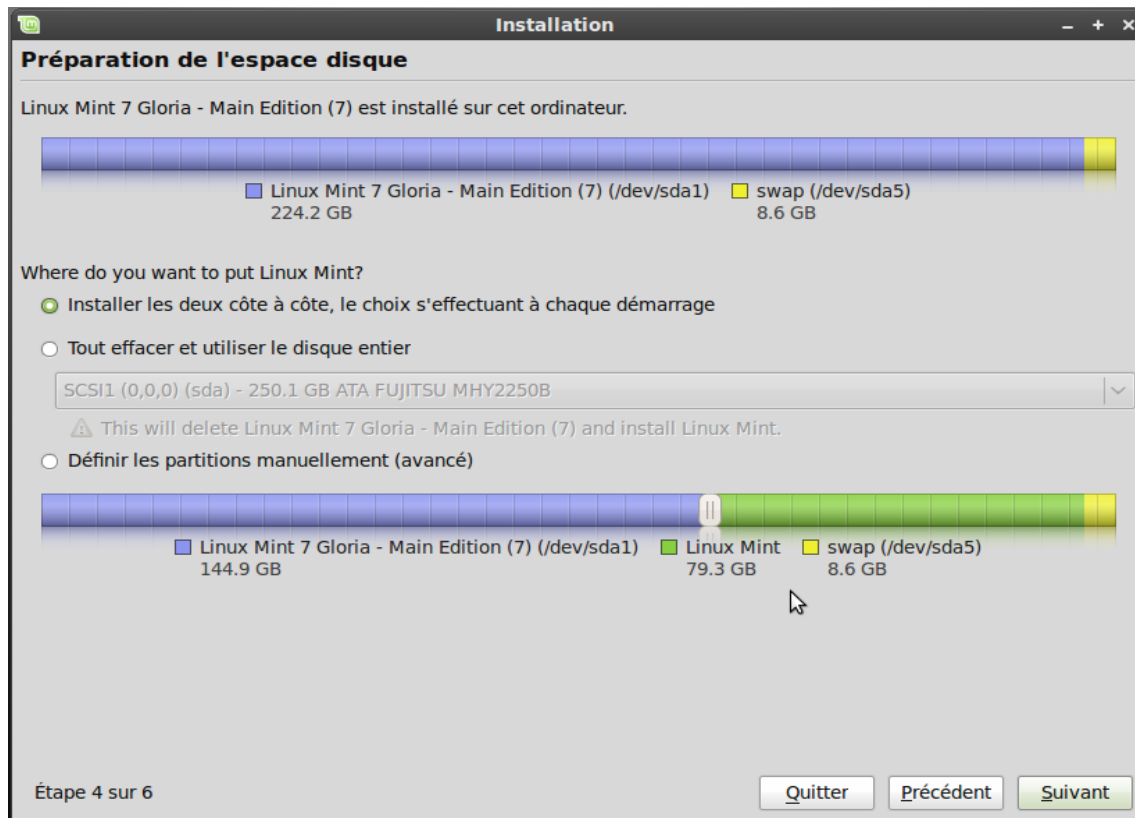 Installation
Préparation de l'espace disque
Linux Mint 7 Gloria - Main Edition (7) est installé sur cet ordinateur.
Linux Mint 7 Gloria - Main Edition (7) (/dev/sda1) swap (/dev/sda5)
224.2 GB 8.6 GB
Where do you want to put Linux Mint?
Installer les deux côte à côte, le choix s'effectuant à chaque démarrage
Tout effacer et utiliser le disque entier
SCSI1 (0,0,0) (sda) - 250.1 GB ATA FUJITSU MHY2250B
This will delete Linux Mint 7 Gloria - Main Edition (7) and install Linux Mint.
Définir les partitions manuellement (avancé)
Linux Mint 7 Gloria - Main Edition (7) (/dev/sda1) Linux Mint swap (/dev/sda5)
144.9 GB 79.3 GB 8.6 GB
Étape 4 sur 6 Quitter Précédent Suivant